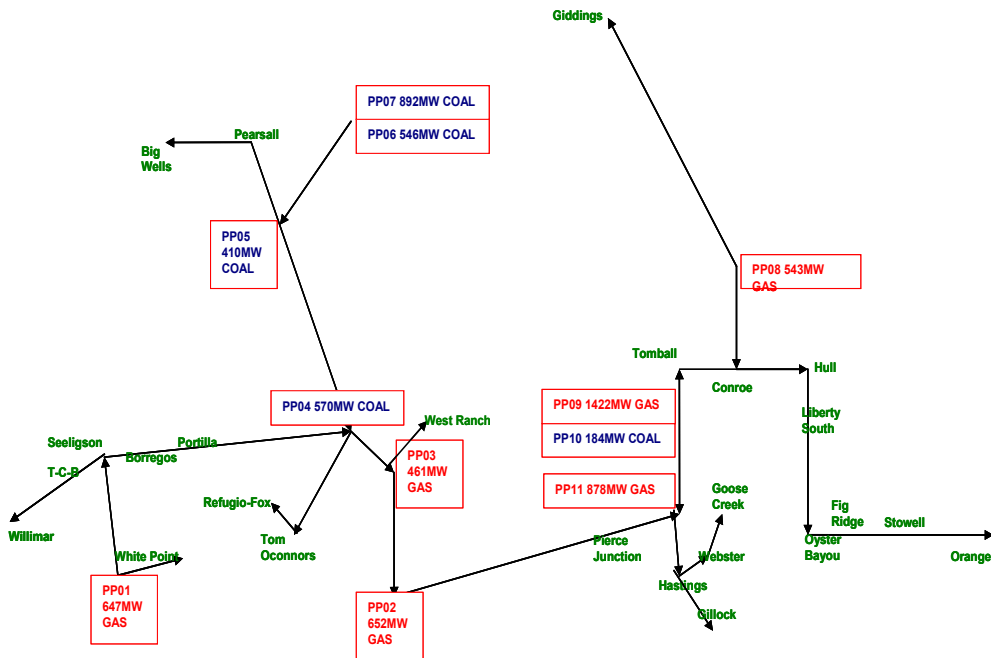 Giddings
PP07 892MW COAL
PP06 546MW COAL
Pearsall
Big
Wells
PP05
410MW
COAL
PP08 543MW
GAS
Tomball
Hull
Conroe
PP04 570MW COAL
PP09 1422MW GAS
West Ranch
Liberty
South
PP10 184MW COAL
Seeligson
Portilla
Borregos
PP03
461MW
GAS
T-C-B
PP11 878MW GAS
Goose
Creek
Refugio-Fox
Fig
Ridge
Stowell
Willimar
Tom
Oconnors
Pierce
Junction
Oyster
Bayou
White Point
Webster
Orange
Hastings
PP01
647MW
GAS
PP02
652MW
GAS
Gillock